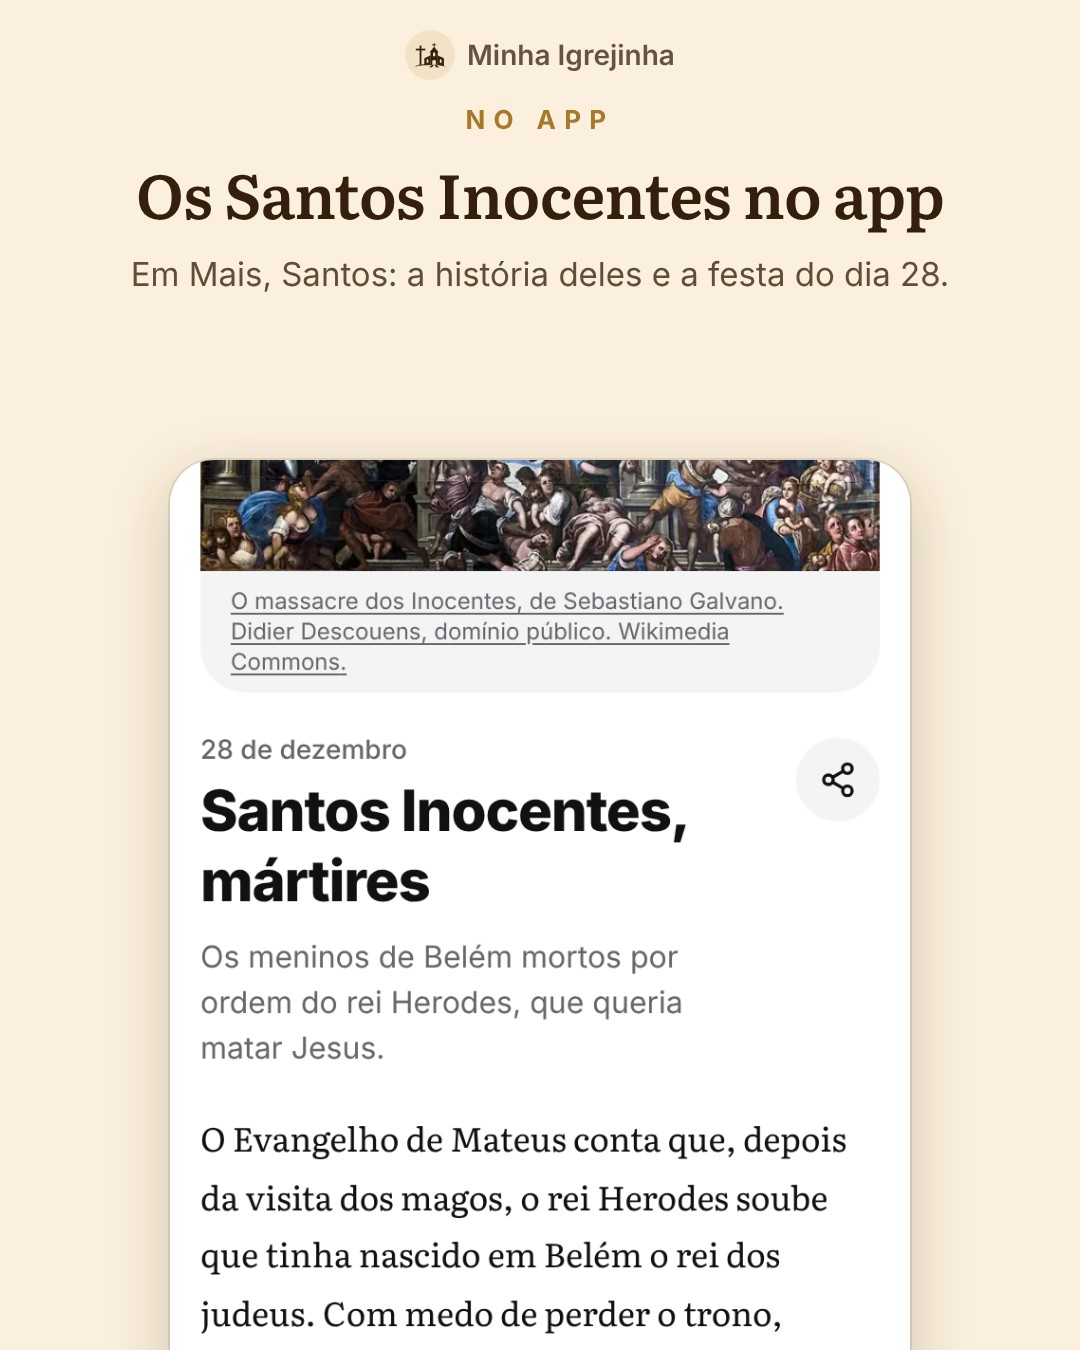 Minha Igrejinha
NO APP
Os Santos Inocentes no app
Em Mais, Santos: a história deles e a festa do dia 28.
O massacre dos Inocentes, de Sebastiano Galvano.
Didier Descouens, domínio público. Wikimedia
Commons.
28 de dezembro
Santos Inocentes,
mártires
Os meninos de Belém mortos por
ordem do rei Herodes, que queria
matar Jesus.
O Evangelho de Mateus conta que, depois
da visita dos magos, o rei Herodes soube
que tinha nascido em Belém o rei dos
judeus. Com medo de perder o trono,